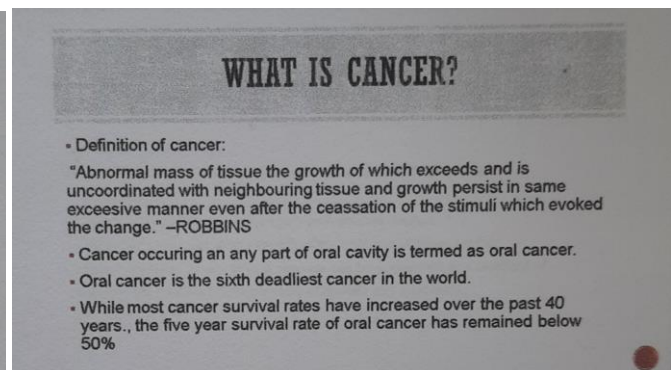 WHAT IS CANCER?
▪ Definition of cancer:
"Abnormal mass of tissue the growth of which exceeds and is
uncoordinated with neighbouring tissue and growth persist in same
exceesive manner even after the ceassation of the stimuli which evoked
the change." –ROBBINS
▪ Cancer occuring an any part of oral cavity is termed as oral cancer.
▪ Oral cancer is the sixth deadliest cancer in the world.
▪ While most cancer survival rates have increased over the past 40
years., the five year survival rate of oral cancer has remained below
50%